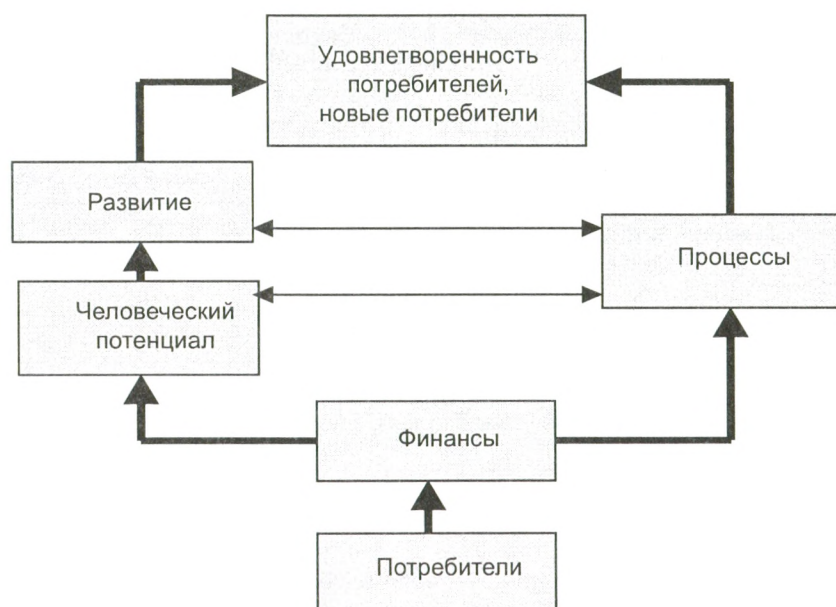 Удовлетворенность
потребителей,
новые потребители
Развитие
Процессы
Человеческий
потенциал
Финансы
Потребители